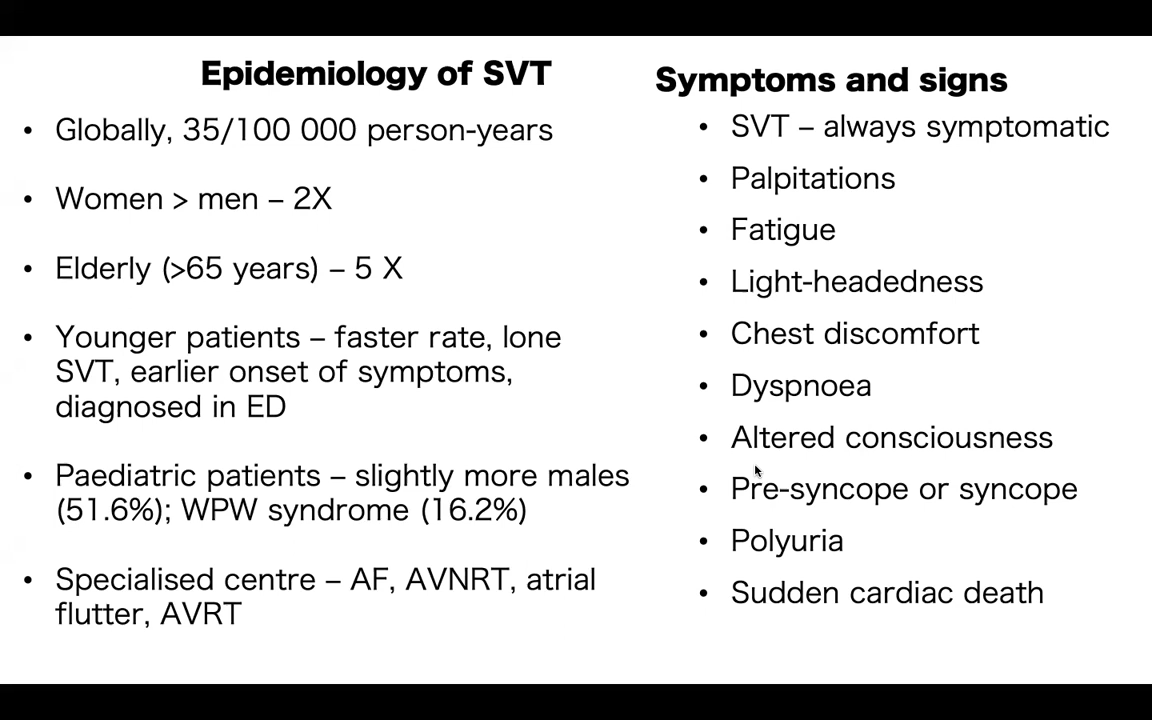 Epidemiology of SVT
• Globally, 35/100 000 person-years
• Women > men – 2X
• Elderly (>65 years) – 5 X
• Younger patients – faster rate, lone
SVT, earlier onset of symptoms,
diagnosed in ED
• Paediatric patients – slightly more males
(51.6%); WPW syndrome (16.2%)
• Specialised centre – AF, AVNRT, atrial
flutter, AVRT
Symptoms and signs
• SVT – always symptomatic
• Palpitations
• Fatigue
• Light-headedness
• Chest discomfort
• Dyspnoea
• Altered consciousness
• Pre-syncope or syncope
• Polyuria
• Sudden cardiac death